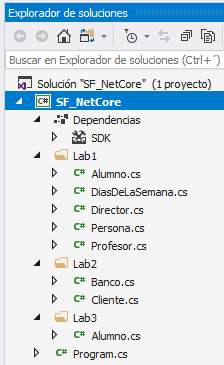 Explorador de soluciones
Buscar en Explorador de soluciones (Ctrl+´)
Solución "SF_NetCore" (1 proyecto)
C# SF_NetCore
Dependencias
SDK
Lab1
C# Alumno.cs
C# DiasDeLaSemana.cs
C# Director.cs
C# Persona.cs
C# Profesor.cs
Lab2
C# Banco.cs
C# Cliente.cs
Lab3
C# Alumno.cs
C# Program.cs